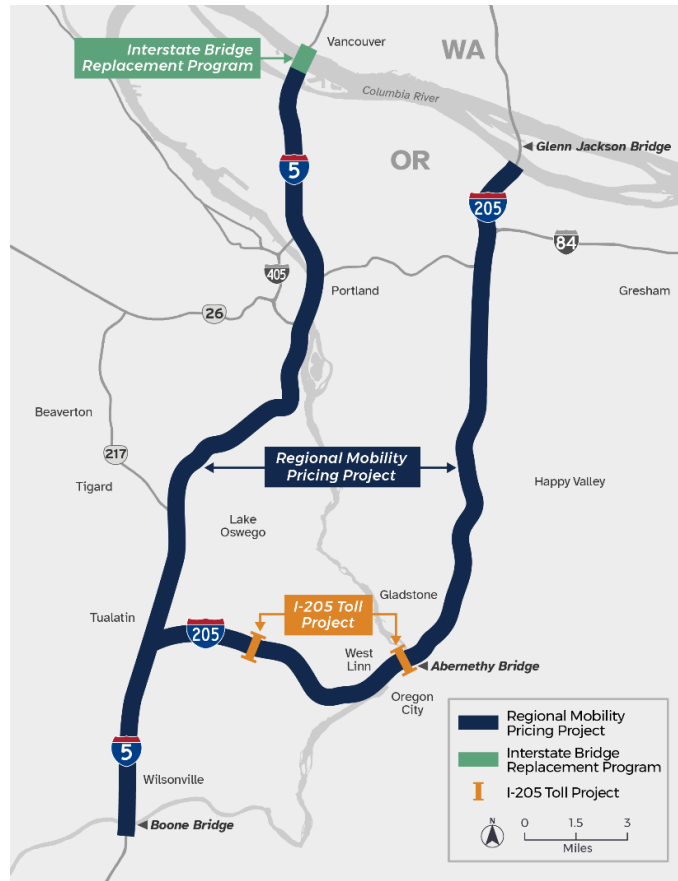 Vancouver
WA
Interstate Bridge
Replacement Program
Columbia River
Glenn Jackson Bridge
OR
5
205
84
405
Portland
Gresham
26
Beaverton
217
Regional Mobility
Pricing Project
Tigard
Happy Valley
Lake
Oswego
Gladstone
I-205 Toll
Project
Tualatin
205
West
Linn
Abernethy Bridge
Oregon
City
5
Wilsonville
Boone Bridge
Regional Mobility
Pricing Project
Interstate Bridge
Replacement Program
I-205 Toll Project
N
0 1.5 3
Miles